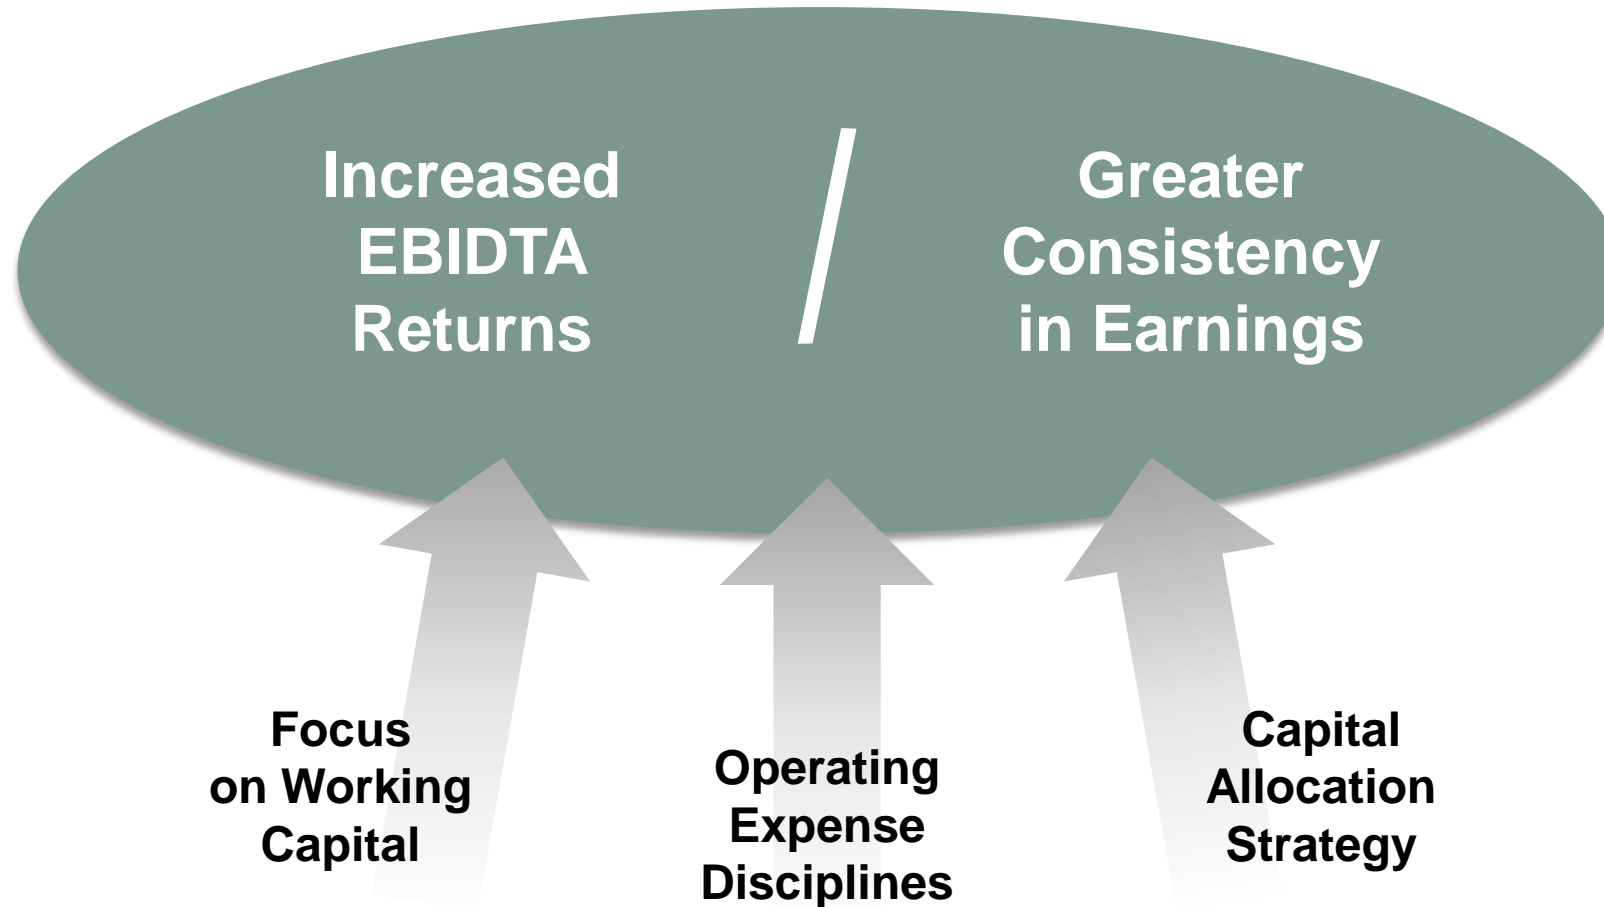 Increased
EBIDTA
Returns
/
Greater
Consistency
in Earnings
Focus
on Working
Capital
Operating
Expense
Disciplines
Capital
Allocation
Strategy